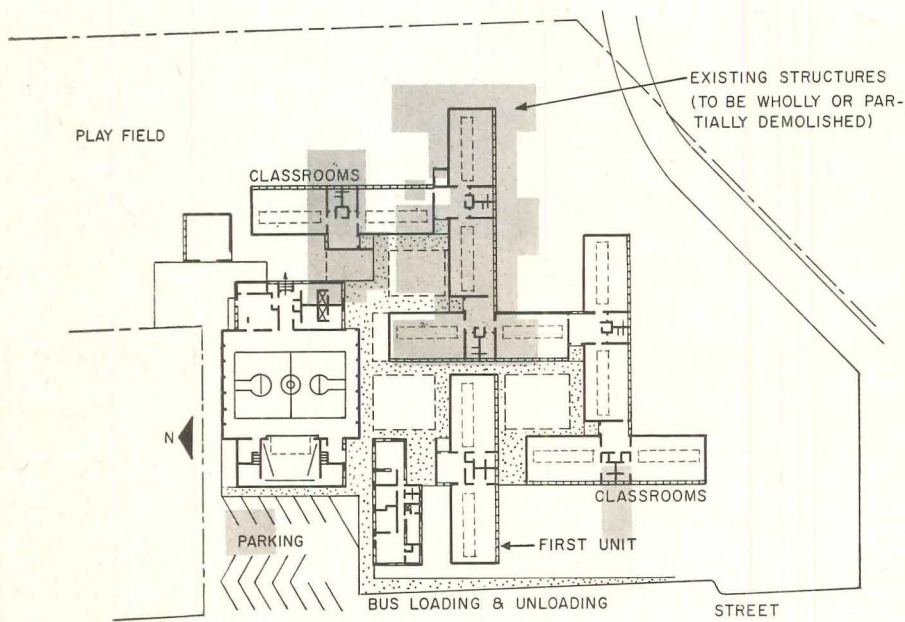 EXISTING STRUCTURES
(TO BE WHOLLY OR PAR-
TIALLY DEMOLISHED)
PLAY FIELD
CLASSROOMS
N
CLASSROOMS
PARKING
FIRST UNIT
BUS LOADING & UNLOADING
STREET